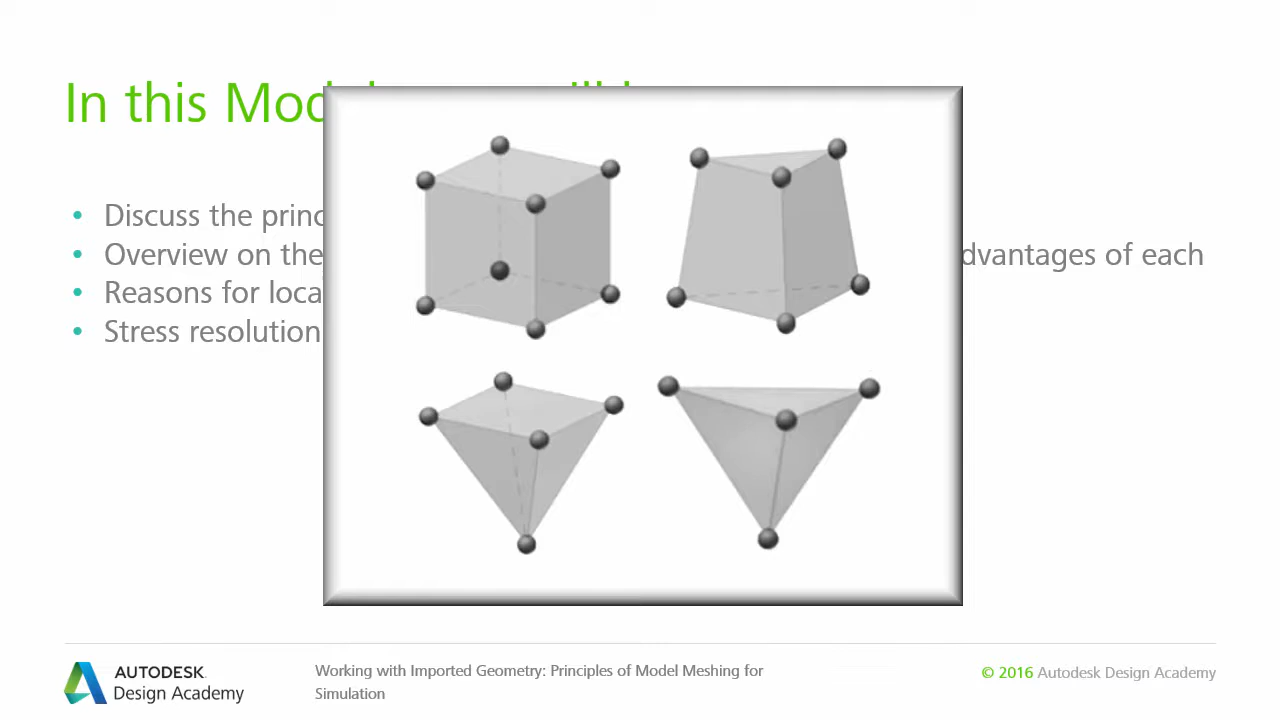 In this Mod
• Discuss the princ
• Overview on the dvantages of each
• Reasons for loca
• Stress resolution
AUTODESK
Design Academy
Working with Imported Geometry: Principles of Model Meshing for
Simulation
© 2016 Autodesk Design Academy